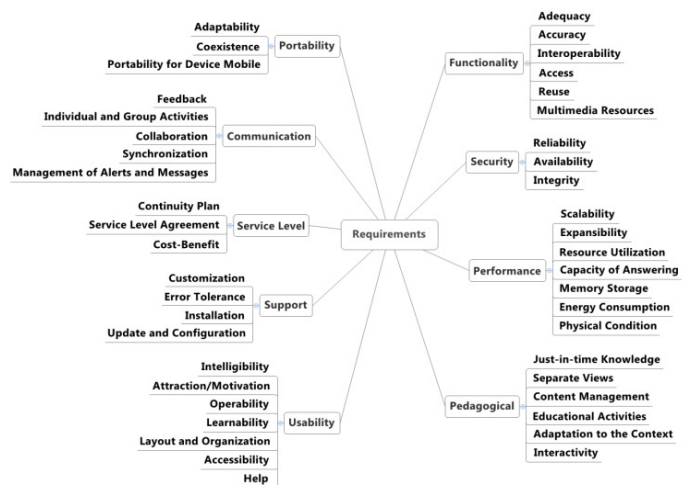 Requirements
Portability
Adaptability
Coexistence
Portability for Device Mobile
Communication
Feedback
Individual and Group Activities
Collaboration
Synchronization
Management of Alerts and Messages
Service Level
Continuity Plan
Service Level Agreement
Cost-Benefit
Support
Customization
Error Tolerance
Installation
Update and Configuration
Usability
Intelligibility
Attraction/Motivation
Operability
Learnability
Layout and Organization
Accessibility
Help
Functionality
Adequacy
Accuracy
Interoperability
Access
Reuse
Multimedia Resources
Security
Reliability
Availability
Integrity
Performance
Scalability
Expansibility
Resource Utilization
Capacity of Answering
Memory Storage
Energy Consumption
Physical Condition
Pedagogical
Just-in-time Knowledge
Separate Views
Content Management
Educational Activities
Adaptation to the Context
Interactivity